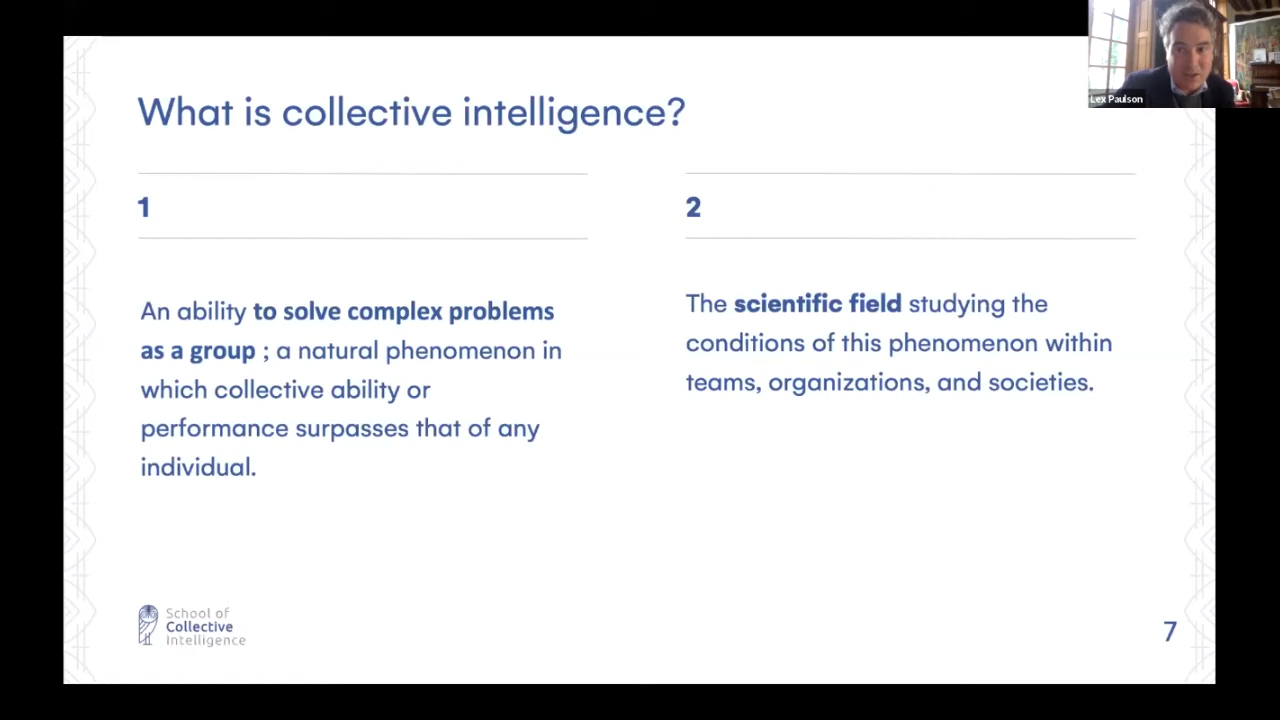 Lex Paulson
What is collective intelligence?
1
An ability to solve complex problems
as a group ; a natural phenomenon in
which collective ability or
performance surpasses that of any
individual.
2
The scientific field studying the
conditions of this phenomenon within
teams, organizations, and societies.
School of
Collective
Intelligence
7